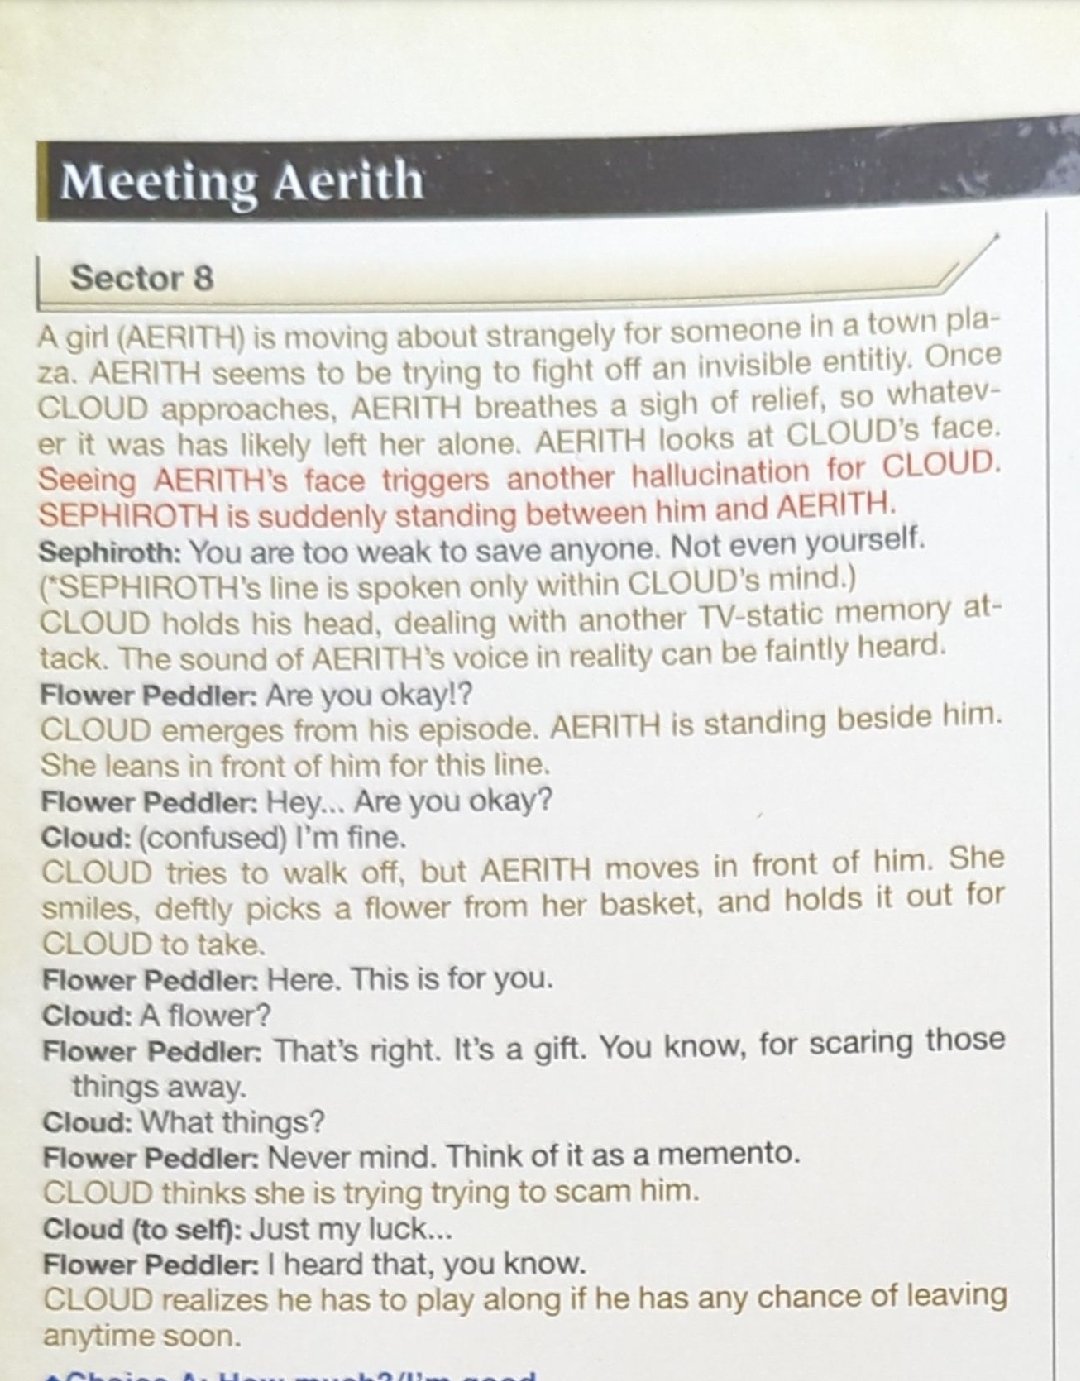 Meeting Aerith
Sector 8
A girl (AERITH) is moving about strangely for someone in a town pla-
za. AERITH seems to be trying to fight off an invisible entitiy. Once
CLOUD approaches, AERITH breathes a sigh of relief, so whatev-
er it was has likely left her alone. AERITH looks at CLOUD's face.
Seeing AERITH's face triggers another hallucination for CLOUD.
SEPHIROTH is suddenly standing between him and AERITH.
Sephiroth: You are too weak to save anyone. Not even yourself.
(*SEPHIROTH's line is spoken only within CLOUD's mind.)
CLOUD holds his head, dealing with another TV-static memory at-
tack. The sound of AERITH's voice in reality can be faintly heard.
Flower Peddler: Are you okay!?
CLOUD emerges from his episode. AERITH is standing beside him.
She leans in front of him for this line.
Flower Peddler: Hey... Are you okay?
Cloud: (confused) I'm fine.
CLOUD tries to walk off, but AERITH moves in front of him. She
smiles, deftly picks a flower from her basket, and holds it out for
CLOUD to take.
Flower Peddler: Here. This is for you.
Cloud: A flower?
Flower Peddler: That's right. It's a gift. You know, for scaring those
things away.
Cloud: What things?
Flower Peddler: Never mind. Think of it as a memento.
CLOUD thinks she is trying trying to scam him.
Cloud (to self): Just my luck...
Flower Peddler: I heard that, you know.
CLOUD realizes he has to play along if he has any chance of leaving
anytime soon.
Choice A: How much?/I'm good